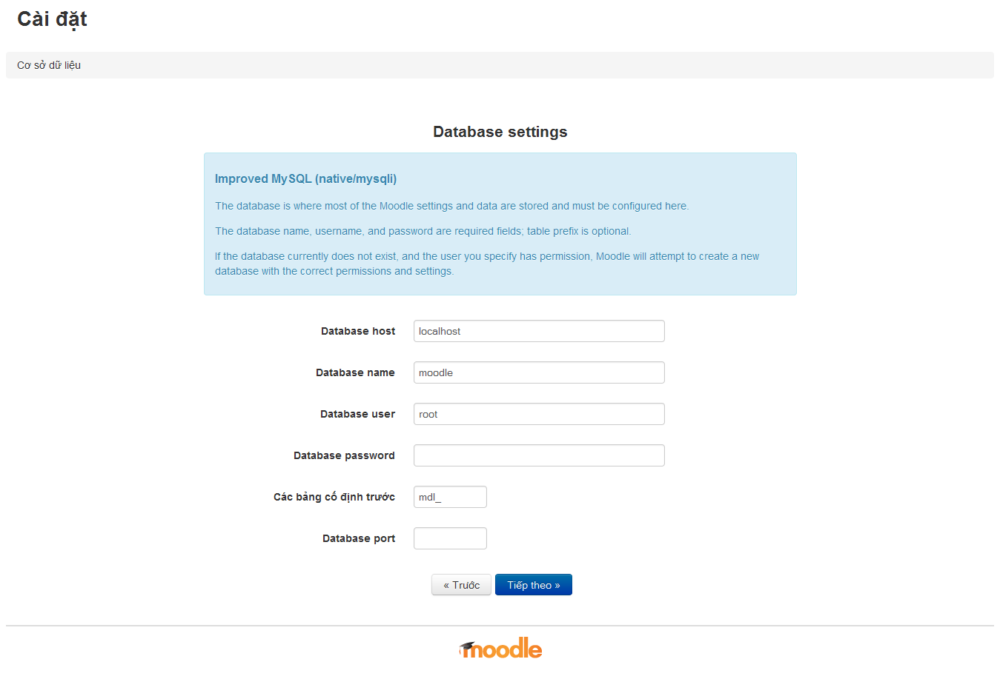 Cài đặt
Cơ sở dữ liệu
Database settings
Improved MySQL (native/mysqli)
The database is where most of the Moodle settings and data are stored and must be configured here.
The database name, username, and password are required fields; table prefix is optional.
If the database currently does not exist, and the user you specify has permission, Moodle will attempt to create a new
database with the correct permissions and settings.
Database host localhost
Database name moodle
Database user root
Database password
Các bảng cố định trước mdl_
Database port
« Trước Tiếp theo »
moodle